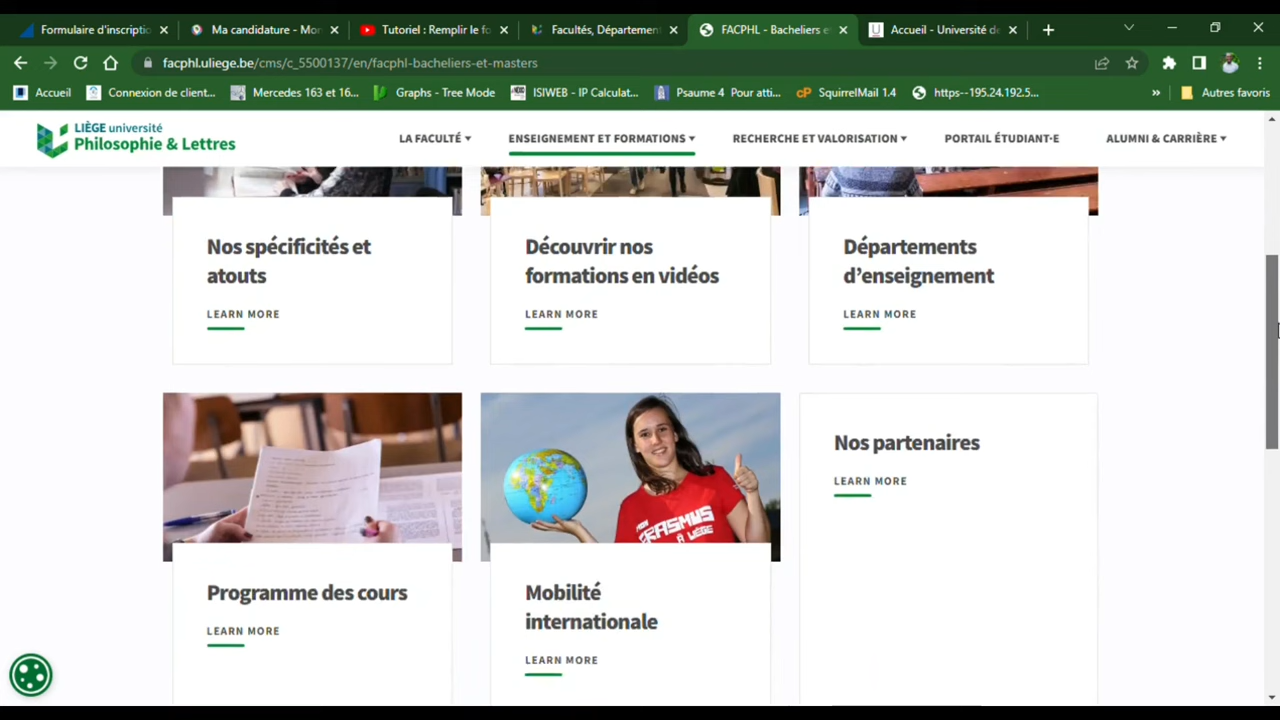 Formulaire d'inscriptio
Ma candidature - Mor
Tutoriel : Remplir le fo
Facultés, Départemen
FACPHL - Bacheliers e
Accueil - Université de
facphl.uliege.be/cms/c_5500137/en/facphl-bacheliers-et-masters
Accueil
Connexion de client...
Mercedes 163 et 16...
Graphs - Tree Mode
ISIWEB - IP Calculat...
Psaume 4 Pour atti...
SquirrelMail 1.4
https--195.24.192.5...
»
Autres favoris
LIÈGE université
Philosophie & Lettres
LA FACULTÉ
ENSEIGNEMENT ET FORMATIONS
RECHERCHE ET VALORISATION
PORTAIL ÉTUDIANT·E
ALUMNI & CARRIÈRE
Nos spécificités et
atouts
LEARN MORE
Découvrir nos
formations en vidéos
LEARN MORE
Départements
d'enseignement
LEARN MORE
ERASMUS
À LIÈGE
Programme des cours
LEARN MORE
Mobilité
internationale
LEARN MORE
Nos partenaires
LEARN MORE